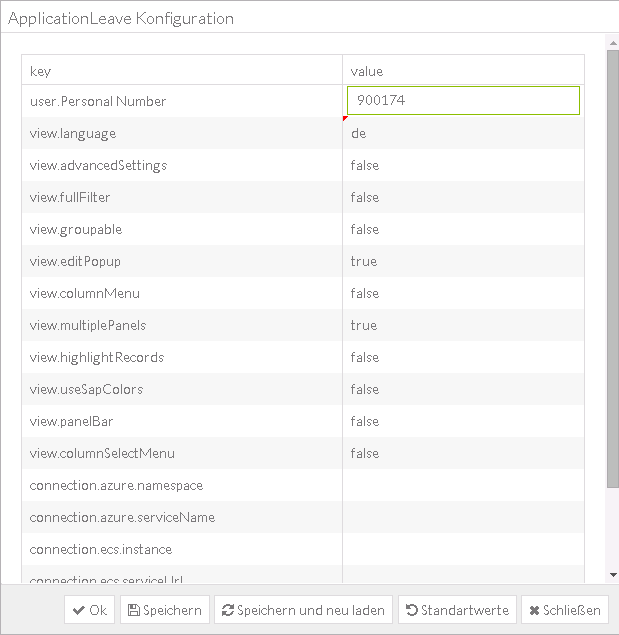 ApplicationLeave Konfiguration
key value
user.Personal Number 900174
view.language de
view.advancedSettings false
view.fullFilter false
view.groupable false
view.editPopup true
view.columnMenu false
view.multiplePanels true
view.highlightRecords false
view.useSapColors false
view.panelBar false
view.columnSelectMenu false
connection.azure.namespace
connection.azure.serviceName
connection.ecs.instance
connection.ecs.serviceUrl
Ok Speichern Speichern und neu laden Standartwerte Schließen